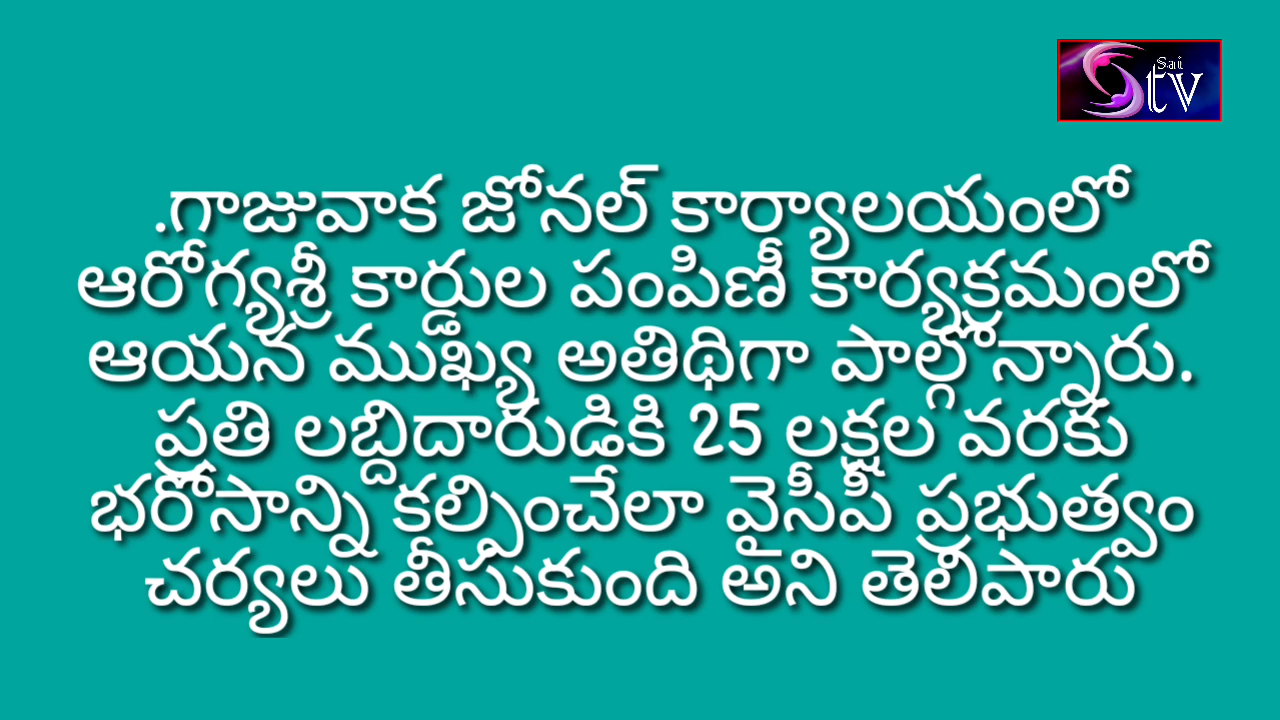 Sai
Stv
.గాజువాక జోనల్ కార్యాలయంలో
ఆరోగ్యశ్రీ కార్డుల పంపిణీ కార్యక్రమంలో
ఆయన ముఖ్య అతిథిగా పాల్గొన్నారు.
ప్రతి లబ్దిదారుడికి 25 లక్షల వరకు
భరోసాన్ని కల్పించేలా వైసీపీ ప్రభుత్వం
చర్యలు తీసుకుంది అని తెలిపారు